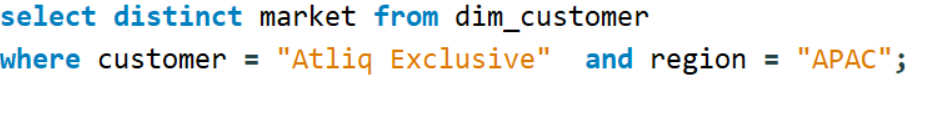 select distinct market from dim_customer
where customer = "Atliq Exclusive"  and region = "APAC";